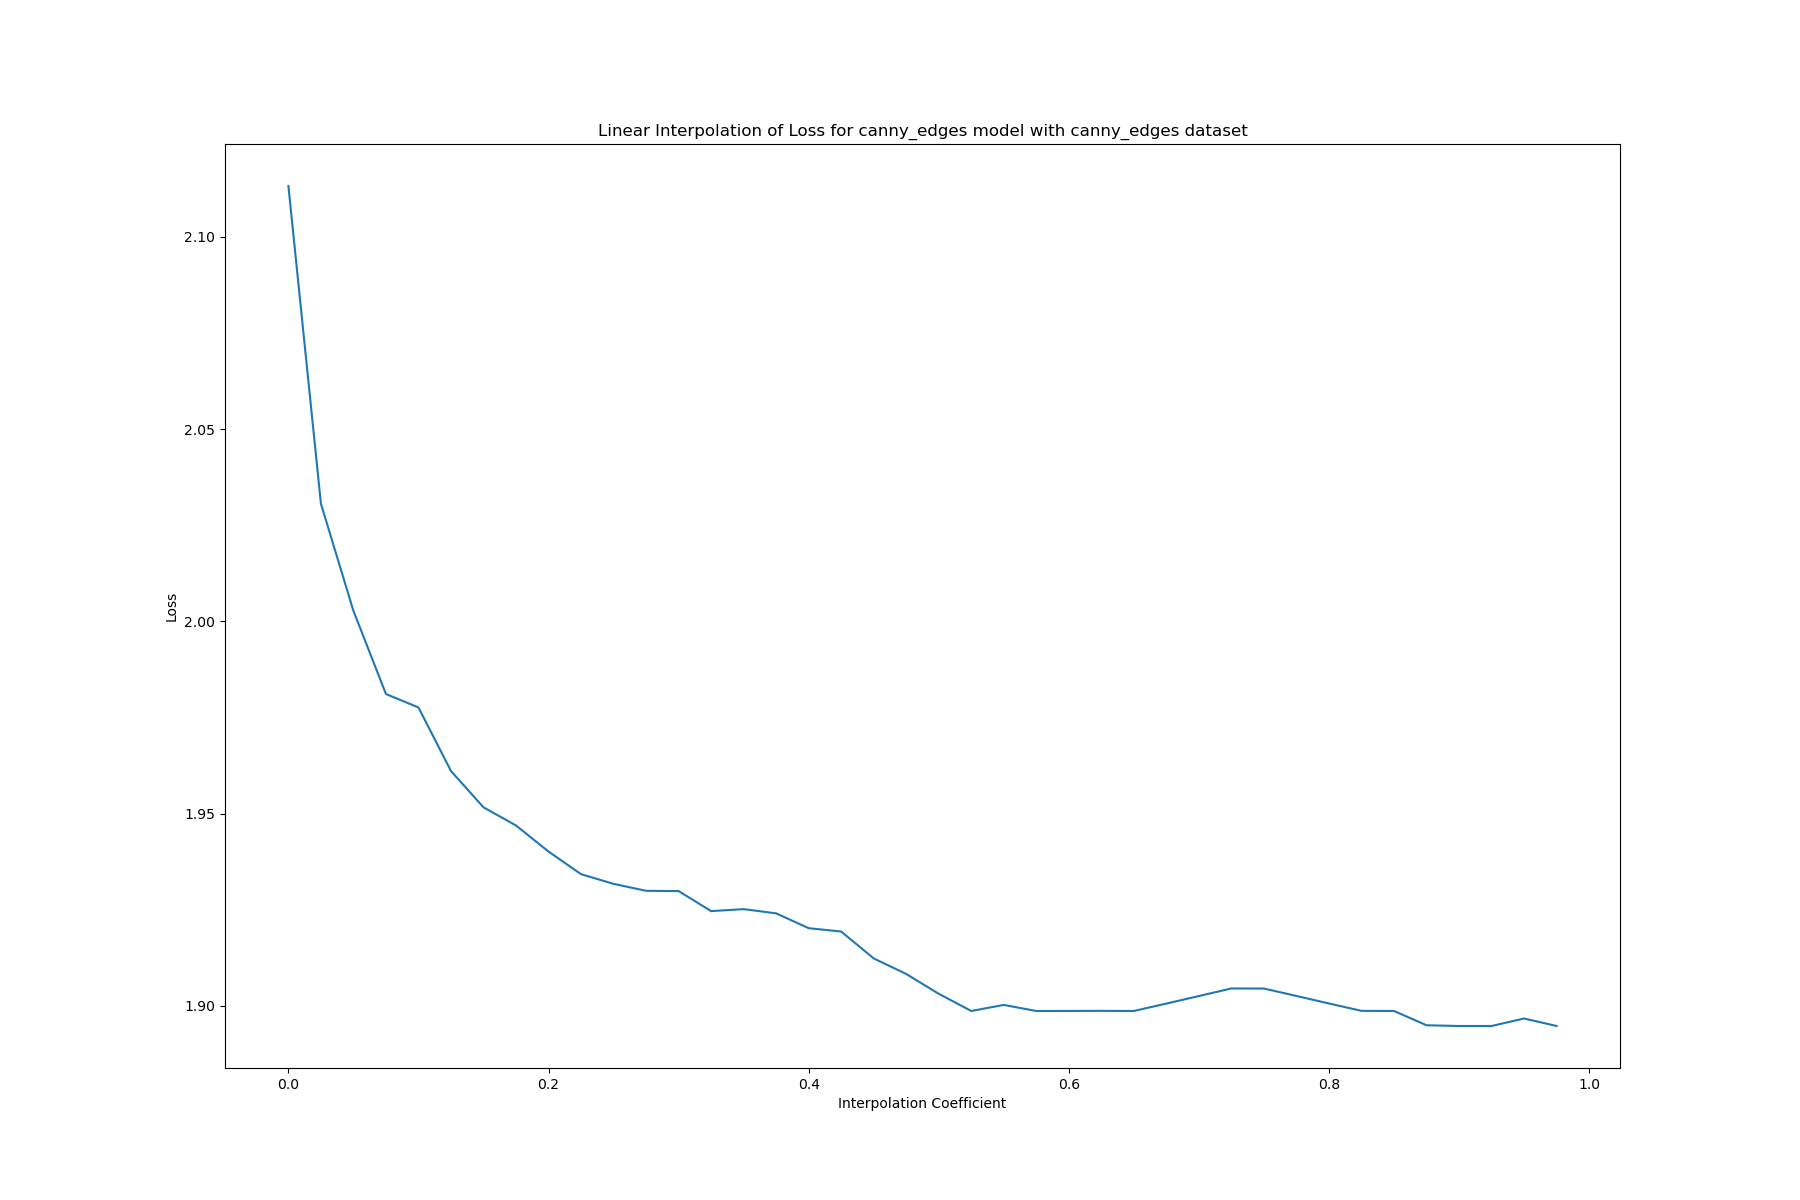 Linear Interpolation of Loss for canny_edges model with canny_edges dataset
2.10
2.05
2.00
1.95
1.90
Loss
0.0 0.2 0.4 0.6 0.8 1.0
Interpolation Coefficient